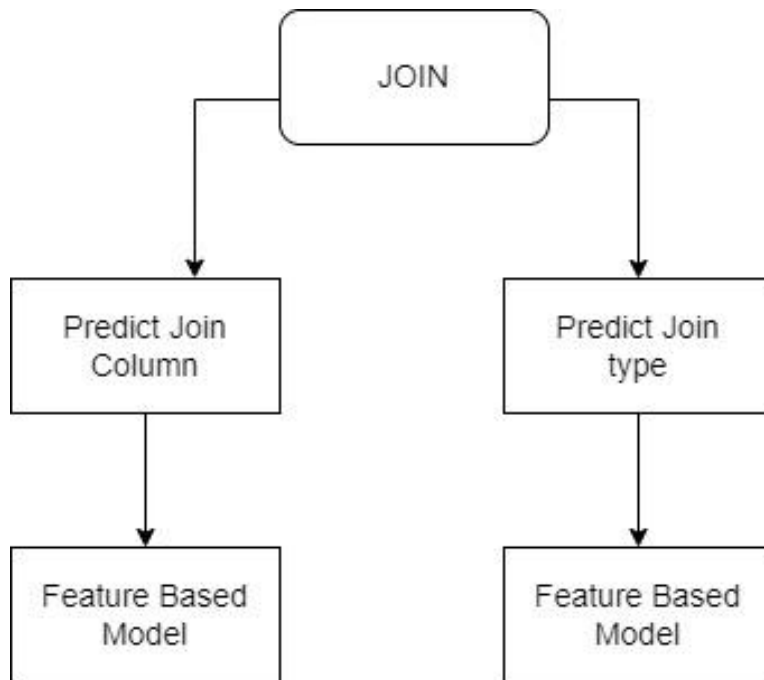 JOIN
Predict Join
Column
Predict Join
type
Feature Based
Model
Feature Based
Model